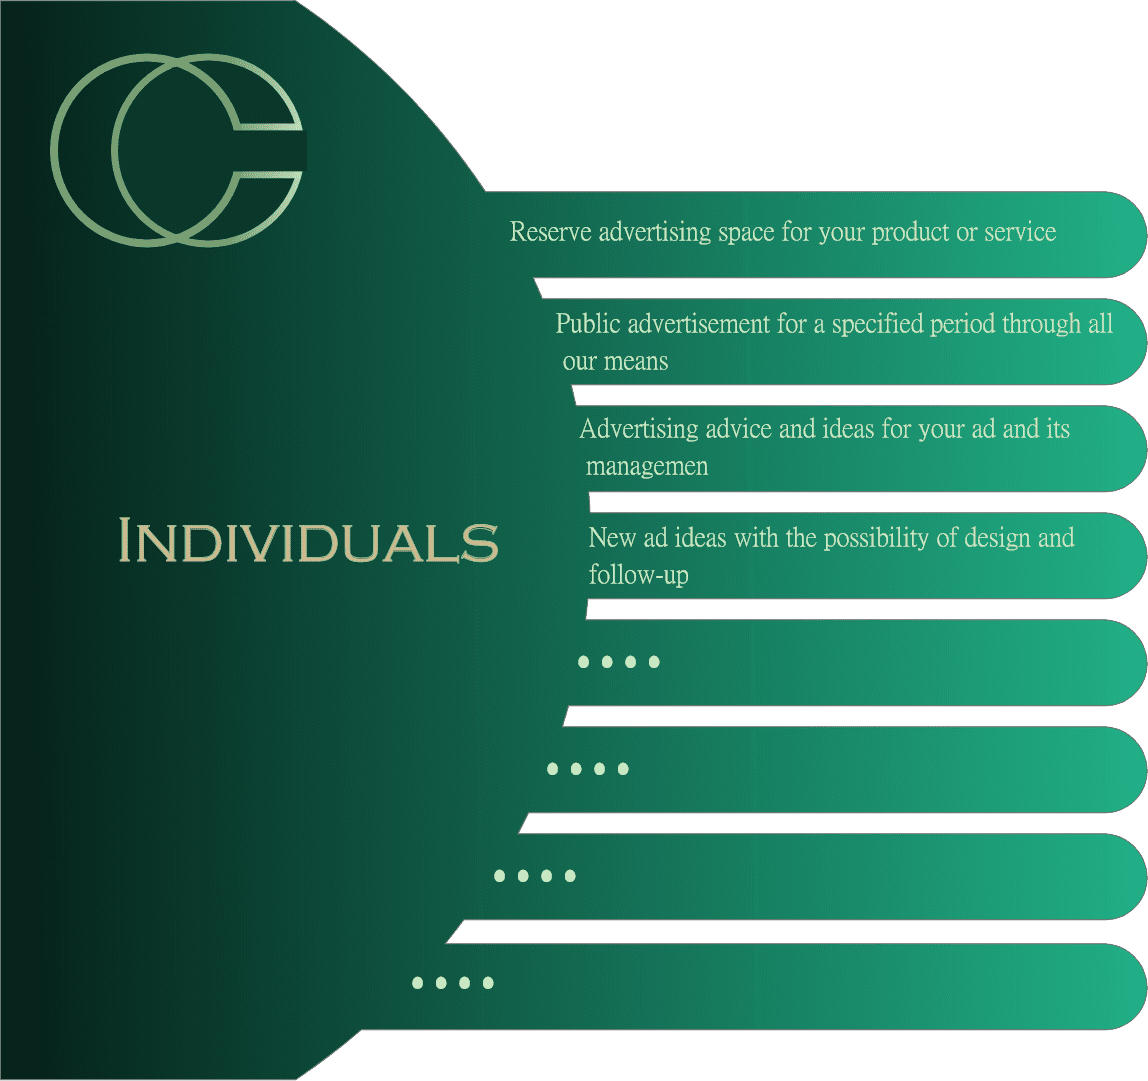 Reserve advertising space for your product or service
Public advertisement for a specified period through all
our means
Advertising advice and ideas for your ad and its
managemen
INDIVIDUALS
New ad ideas with the possibility of design and
follow-up
....
....
....
....